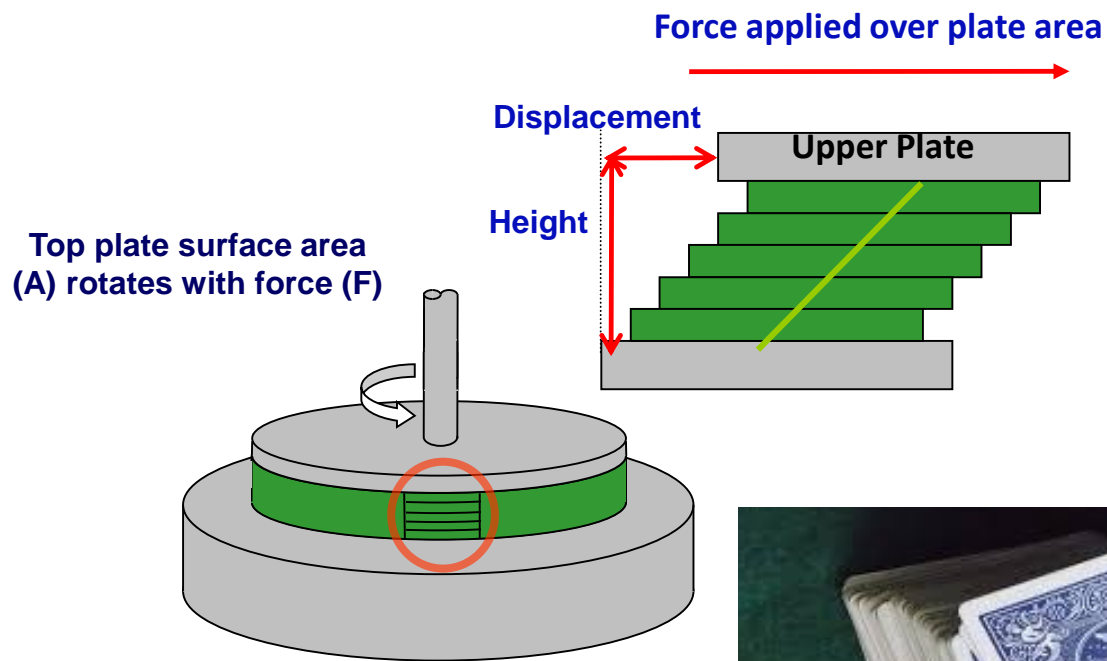 Force applied over plate area
Displacement
Upper Plate
Height
Top plate surface area
(A) rotates with force (F)